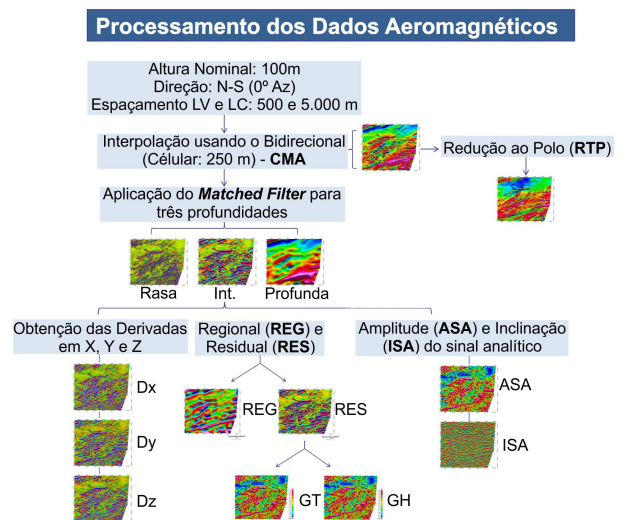 Processamento dos Dados Aeromagnéticos
Altura Nominal: 100m
Direção: N-S (0º Az)
Espaçamento LV e LC: 500 e 5.000 m
Interpolação usando o Bidirecional
(Célular: 250 m) - CMA
Redução ao Polo (RTP)
Aplicação do Matched Filter para
três profundidades
Rasa
Int.
Profunda
Obtenção das Derivadas
em X, Y e Z
Regional (REG) e
Residual (RES)
Amplitude (ASA) e Inclinação
(ISA) do sinal analítico
Dx
Dy
Dz
REG
RES
GT
GH
ASA
ISA